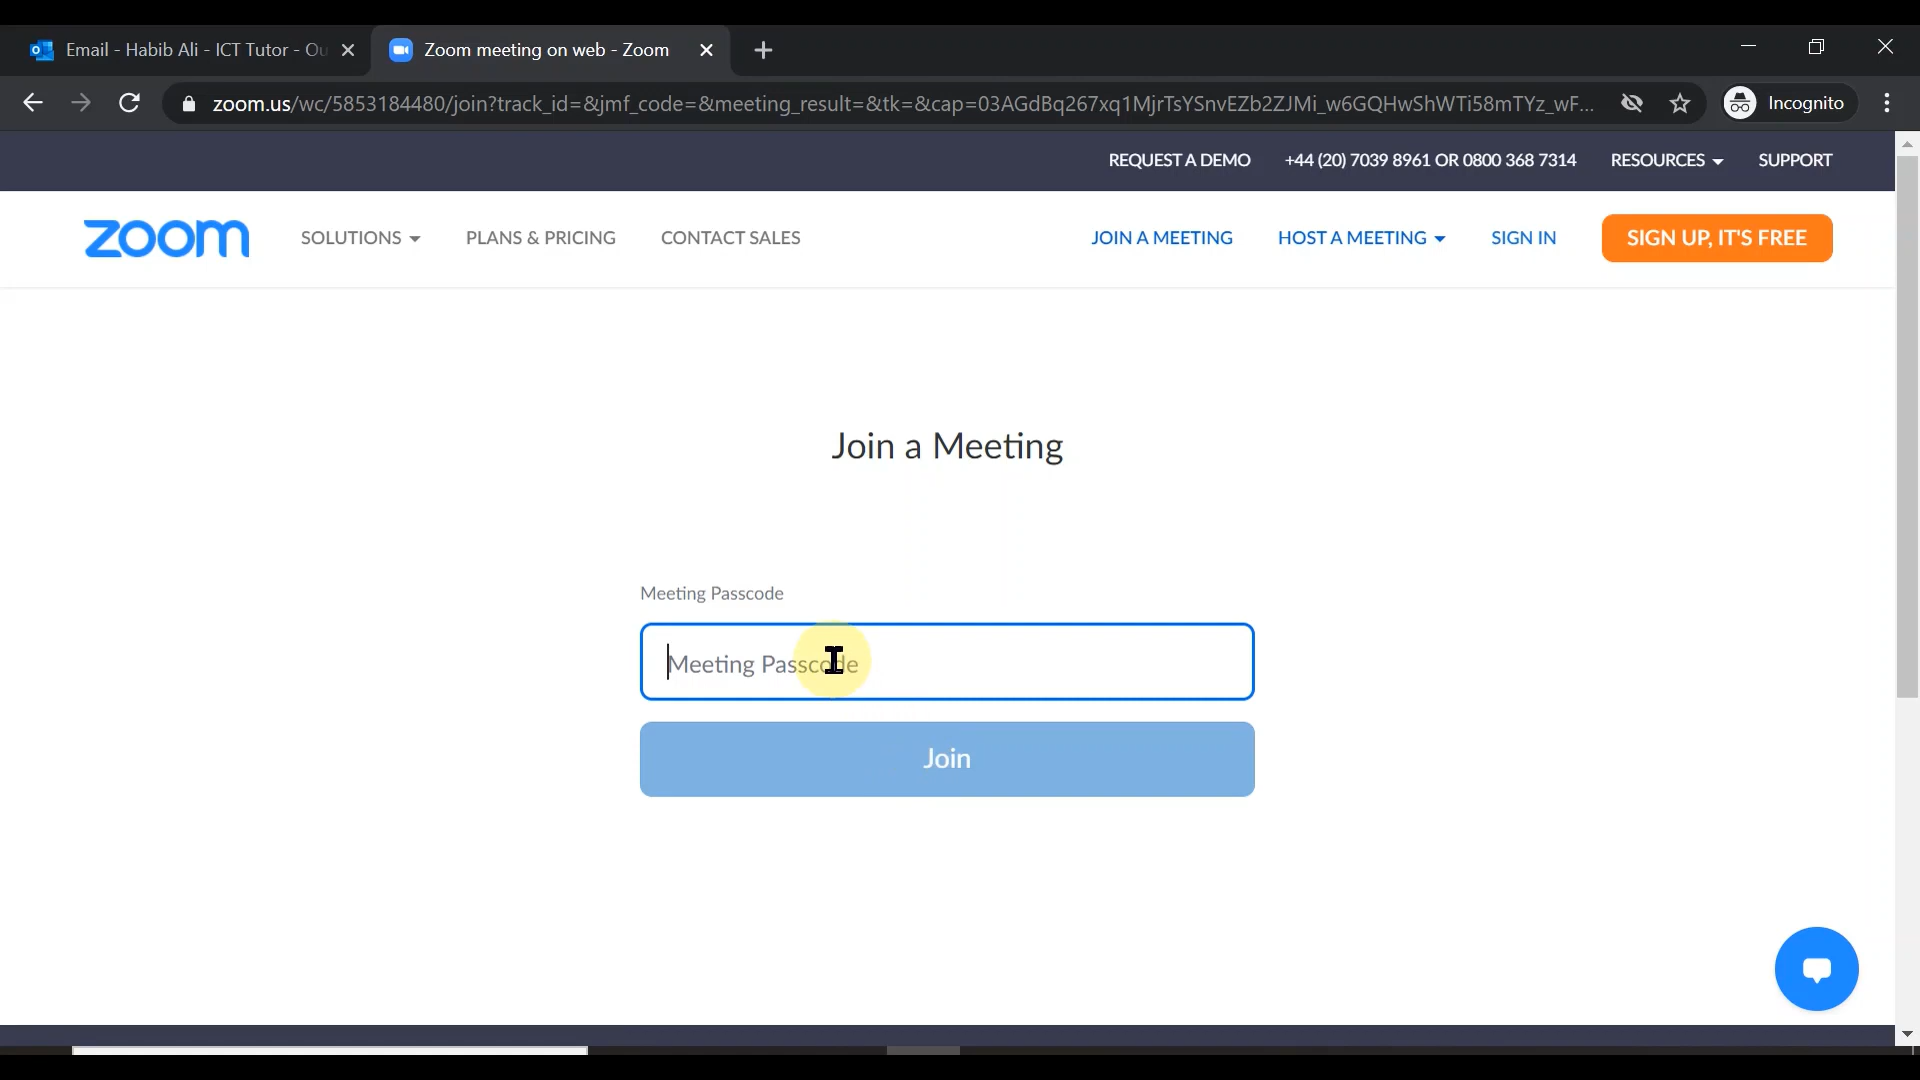 Email - Habib Ali - ICT Tutor - Ou
Zoom meeting on web - Zoom
zoom.us/wc/5853184480/join?track_id=&jmf_code=&meeting_result=&tk=&cap=03AGdBq267xq1MjrTsYSnvEZb2ZJMi_w6GQHwShWTi58mTYz_wF...
Incognito
REQUEST A DEMO
+44 (20) 7039 8961 OR 0800 368 7314
RESOURCES
SUPPORT
zoom
SOLUTIONS
PLANS & PRICING
CONTACT SALES
JOIN A MEETING
HOST A MEETING
SIGN IN
SIGN UP, IT'S FREE
Join a Meeting
Meeting Passcode
Meeting Passcode
Join